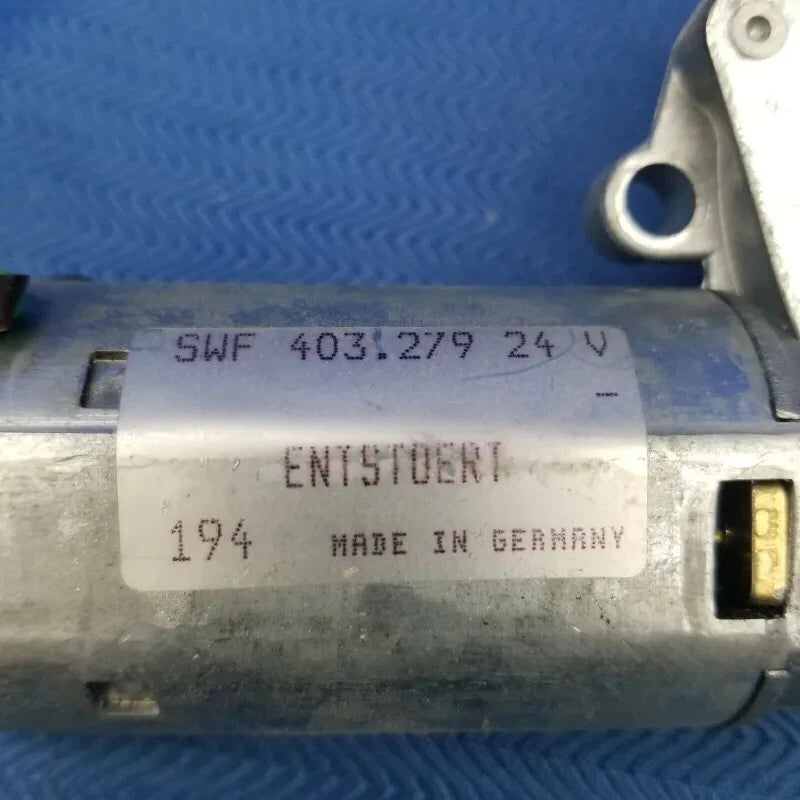 SWF 403.279 24 V
ENTSTOERT
194 MADE IN GERMANY